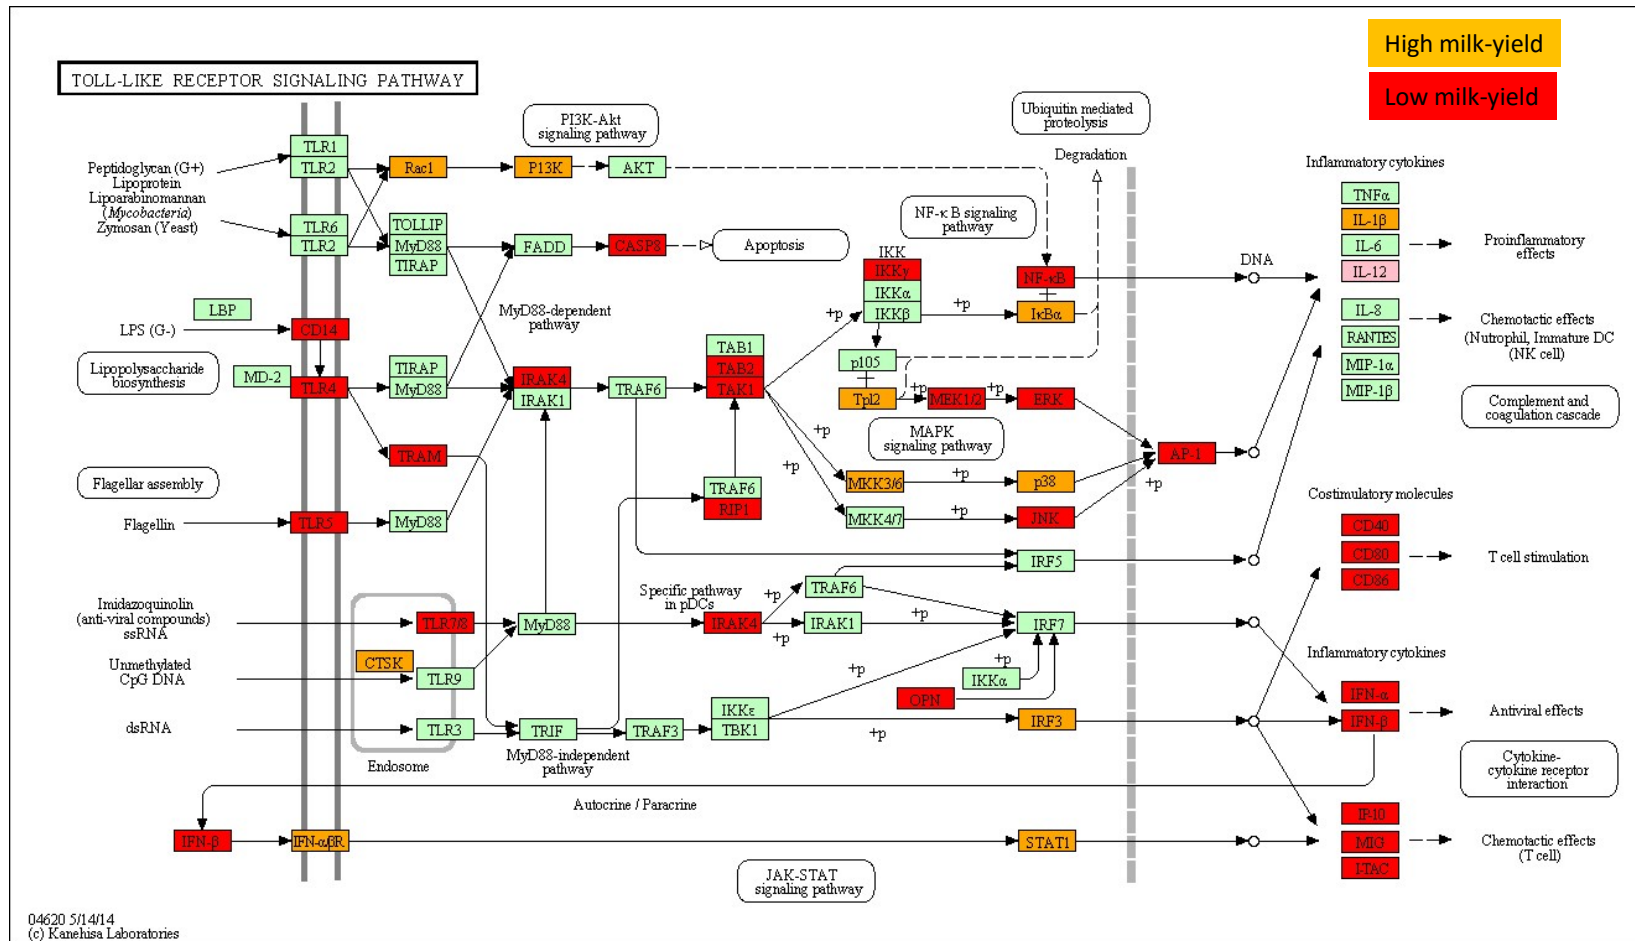 High milk-yield
Low milk-yield
TOLL-LIKE RECEPTOR SIGNALING PATHWAY
PI3K-Akt
signaling pathway
Ubiquitin mediated
proteolysis
Degradation
Inflammatory cytokines
TLR1
TLR2
Peptidoglycan (G+)
Lipoprotein
Lipoarabinomannan
(Mycobacteria)
Zymosan (Yeast)
Rac1
P13K
AKT
TNFα
IL-1β
IL-6
IL-12
Proinflammatory
effects
TLR6
TLR2
TOLLIP
MyD88
TIRAP
FADD
CASP8
Apoptosis
NF-κB signaling
pathway
IKK
IKKγ
IKKα
IKKβ
NF-κB
IκBα
DNA
+p
+p
MyD88-dependent
pathway
LBP
LPS (G-)
CD14
IL-8
RANTES
MIP-1α
MIP-1β
Chemotactic effects
(Nutrophil, Immature DC
(NK cell)
Lipopolysaccharide
biosynthesis
MD-2
TLR4
TIRAP
MyD88
IRAK4
IRAK1
TRAF6
TAB1
TAB2
TAK1
p105
Tpl2
+p
MEK1/2
+p
ERK
Complement and
coagulation cascade
MAPK
signaling pathway
TRAM
+p
+p
MKK3/6
+p
p38
AP-1
+p
Flagellar assembly
Flagellin
TLR5
MyD88
TRAF6
RIP1
MKK4/7
+p
JNK
Costimulatory molecules
CD40
CD80
CD86
T cell stimulation
IRF5
Imidazoquinolin
(anti-viral compounds)
ssRNA
TLR7/8
MyD88
Specific pathway
in pDCs
IRAK4
+p
+p
TRAF6
IRAK1
+p
IRF7
Unmethylated
CpG DNA
CTSK
TLR9
+p
IKKα
+p
OPN
Inflammatory cytokines
IFN-α
IFN-β
Antiviral effects
dsRNA
TLR3
TRIF
TRAF3
IKKε
TBK1
+p
IRF3
Endosome
MyD88-independent
pathway
Cytokine-
cytokine receptor
interaction
Autocrine / Paracrine
IFN-β
IFN-α/βR
STAT1
IP-10
MIG
I-TAC
Chemotactic effects
(T cell)
JAK-STAT
signaling pathway
04620 5/14/14
(c) Kanehisa Laboratories